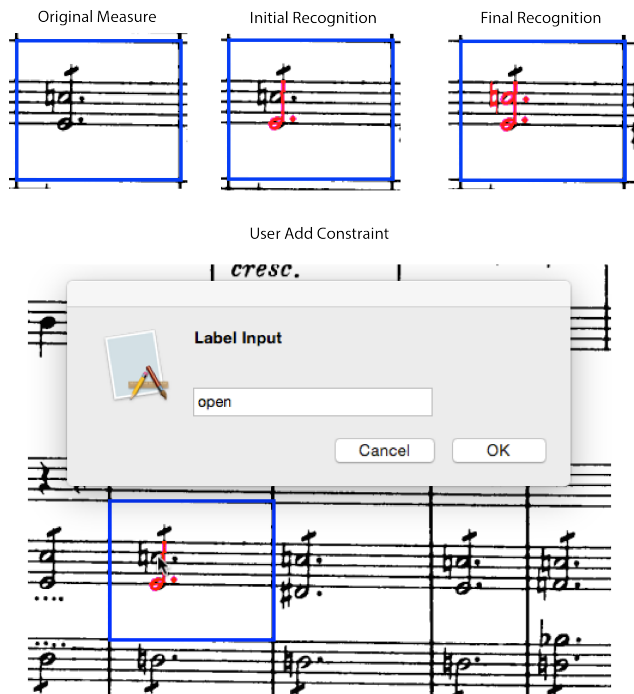 Original Measure
Initial Recognition
Final Recognition
User Add Constraint
cresc.
Label Input
open
Cancel
OK